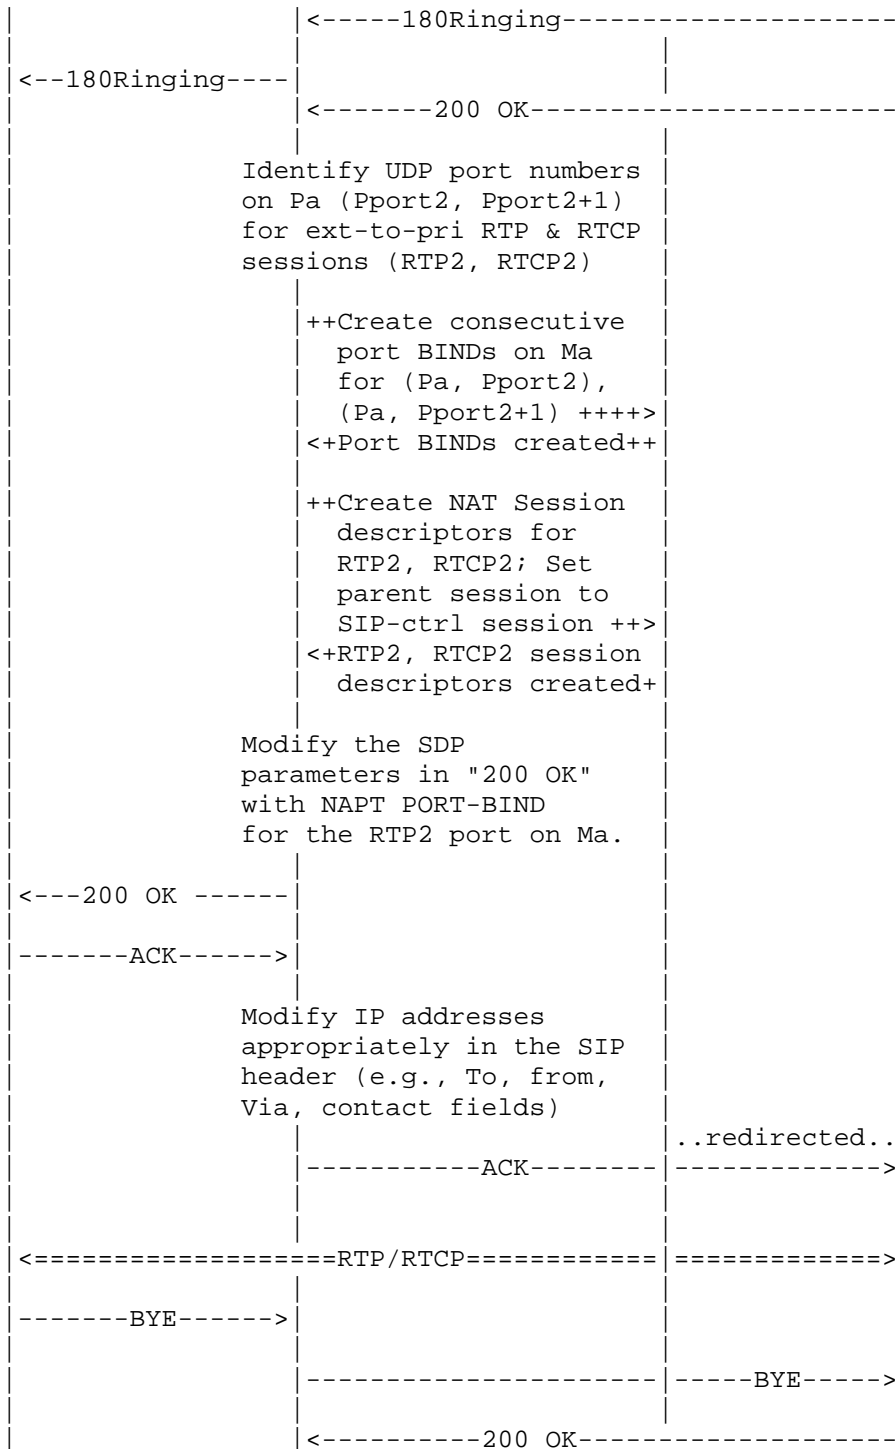 |                 |<-----180Ringing---------------------
|                 |                      |
|<--180Ringing----|                      |
|                 |<-------200 OK-----------------------
|                 |                      |
|             Identify UDP port numbers  |
|             on Pa (Pport2, Pport2+1)   |
|             for ext-to-pri RTP & RTCP  |
|             sessions (RTP2, RTCP2)     |
|                 |                      |
|                 |++Create consecutive  |
|                 |  port BINDs on Ma    |
|                 |  for (Pa, Pport2),   |
|                 |  (Pa, Pport2+1) ++++>|
|                 |<+Port BINDs created++|
|                 |                      |
|                 |++Create NAT Session  |
|                 |  descriptors for     |
|                 |  RTP2, RTCP2; Set    |
|                 |  parent session to   |
|                 |  SIP-ctrl session ++>|
|                 |<+RTP2, RTCP2 session |
|                 |  descriptors created+|
|                 |                      |
|             Modify the SDP             |
|             parameters in "200 OK"     |
|             with NAPT PORT-BIND        |
|             for the RTP2 port on Ma.   |
|                 |                      |
|<---200 OK ------|                      |
|                 |                      |
|-------ACK------>|                      |
|                 |                      |
|             Modify IP addresses        |
|             appropriately in the SIP   |
|             header (e.g., To, from,    |
|             Via, contact fields)       |
|                 |                      |..redirected..
|                 |-----------ACK--------|------------->
|                 |                      |
|                 |                      |
|<===================RTP/RTCP============|=============>
|                 |                      |
|-------BYE------>|                      |
|                 |                      |
|                 |----------------------|-----BYE----->
|                 |                      |
|                 |<----------200 OK--------------------